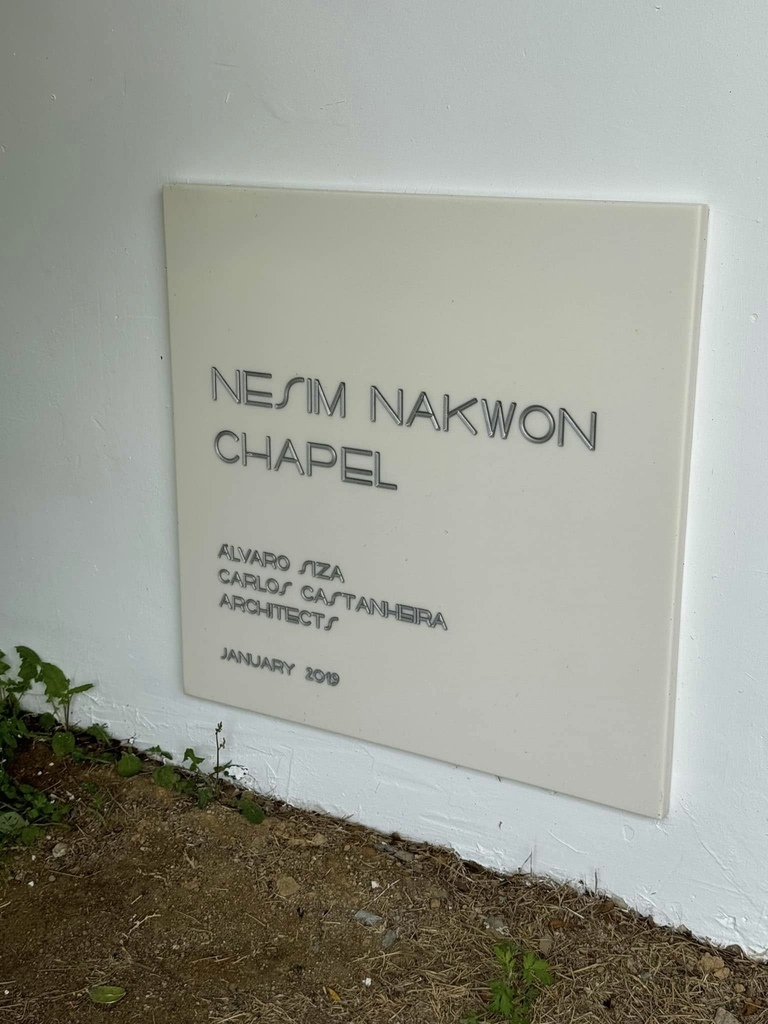 NESIM NAKWON
CHAPEL
ÁLVARO SIZA
CARLOS CASTANHEIRA
ARCHITECTS
JANUARY 2019